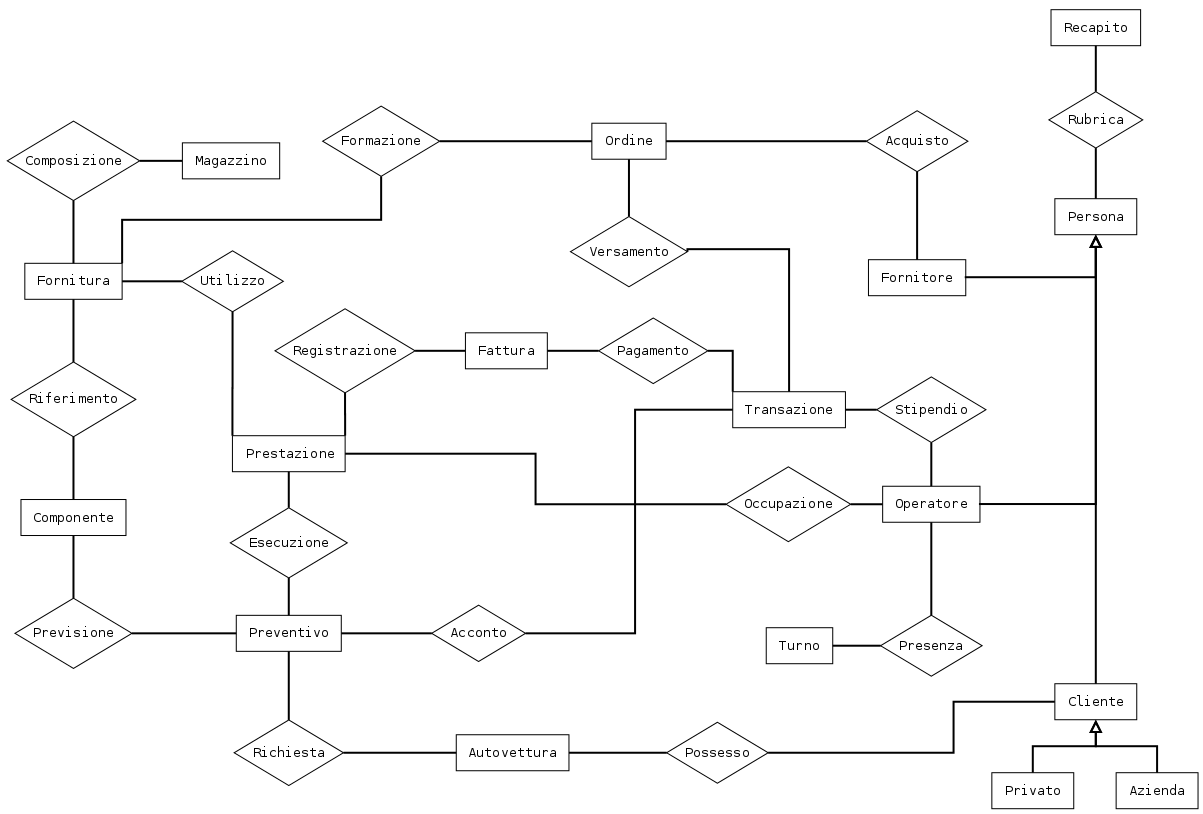 Recapito
Rubrica
Formazione
Ordine
Acquisto
Composizione
Magazzino
Persona
Versamento
Fornitura
Utilizzo
Fornitore
Registrazione
Fattura
Pagamento
Riferimento
Transazione
Stipendio
Prestazione
Occupazione
Operatore
Componente
Esecuzione
Previsione
Preventivo
Acconto
Turno
Presenza
Cliente
Richiesta
Autovettura
Possesso
Privato
Azienda